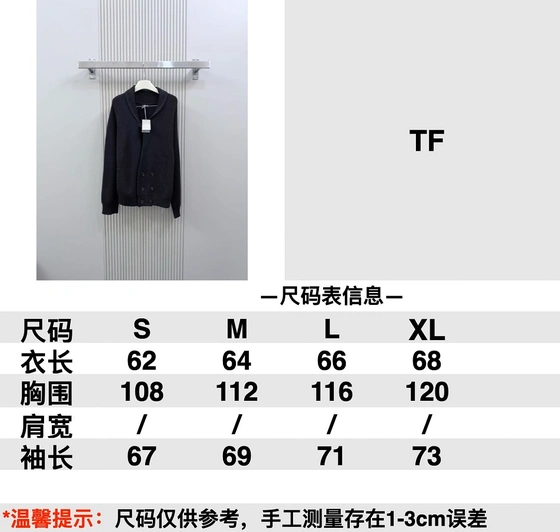 TF
—尺码表信息—
尺码 S M L XL
衣长 62 64 66 68
胸围 108 112 116 120
肩宽 / / / /
袖长 67 69 71 73
*温馨提示：尺码仅供参考，手工测量存在1-3cm误差